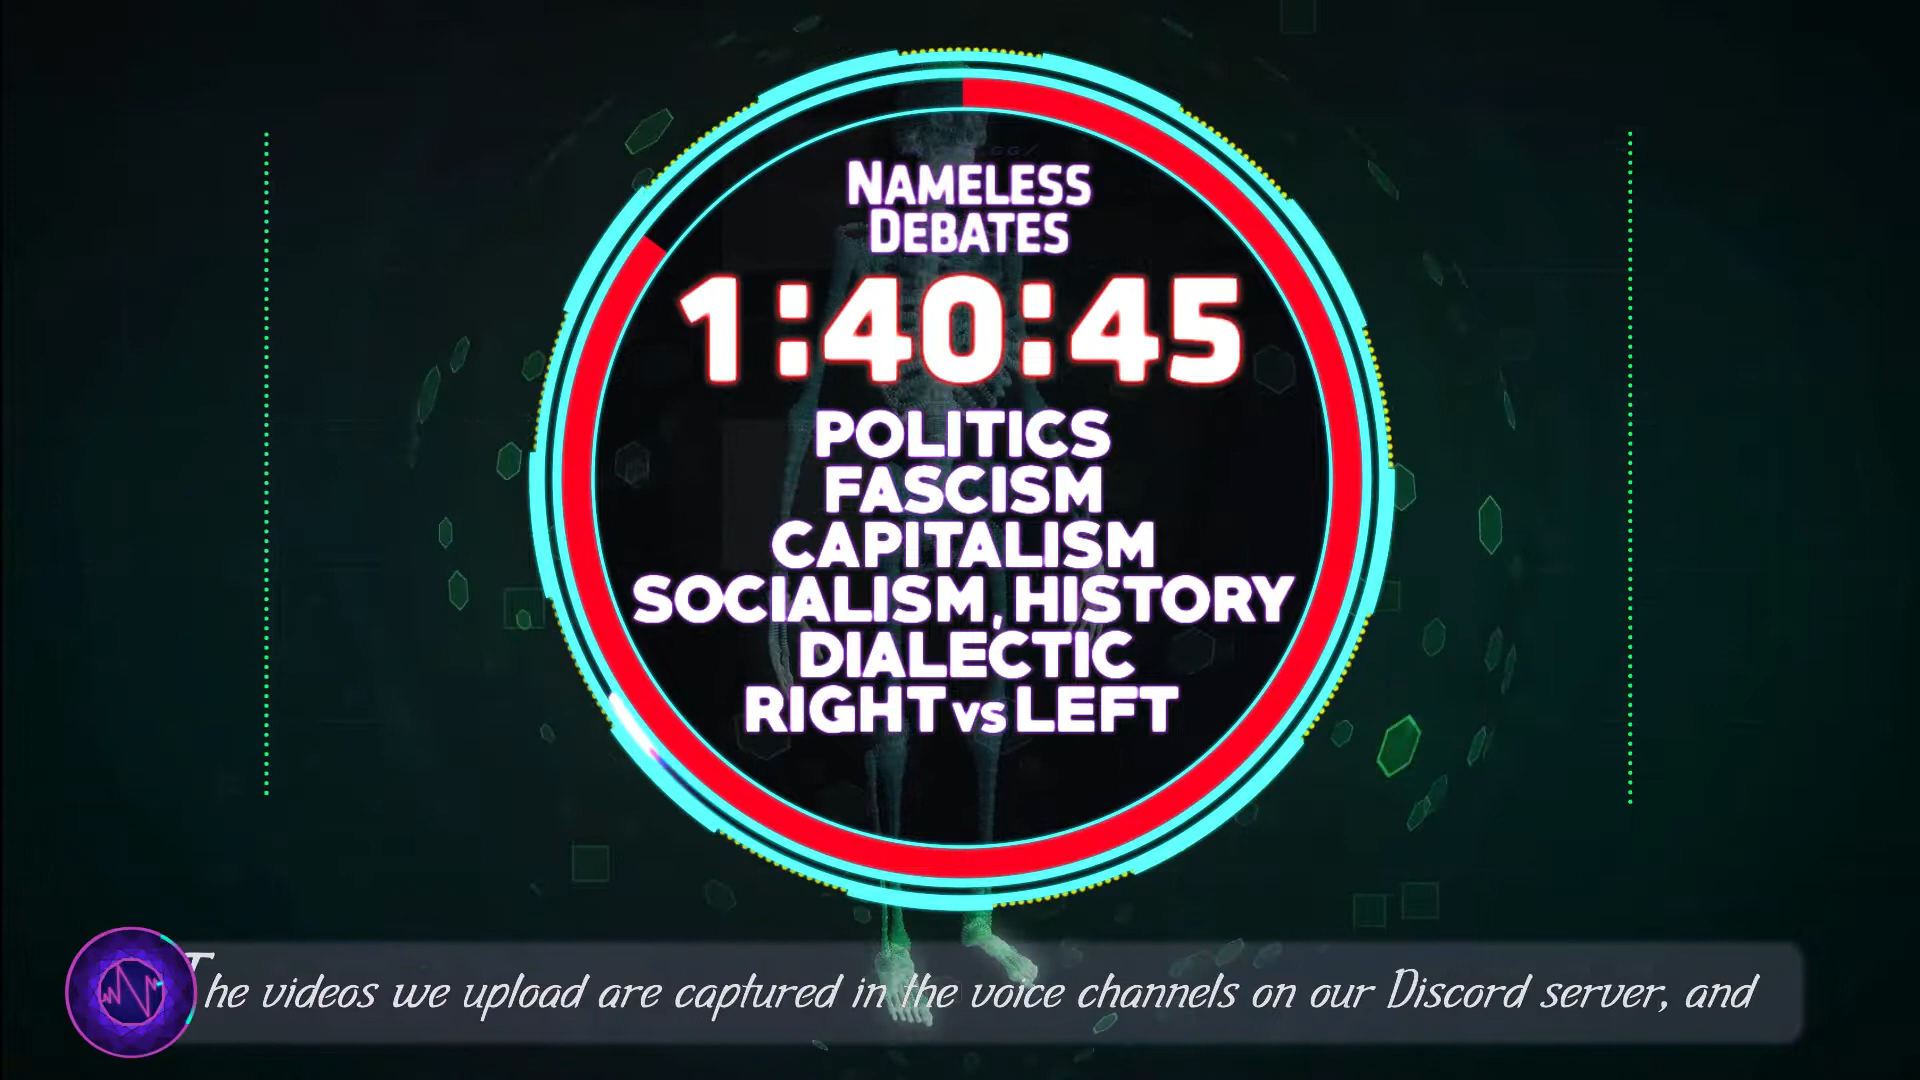 NAMELESS
DEBATES
1:40:45
POLITICS
FASCISM
CAPITALISM
SOCIALISM, HISTORY
DIALECTIC
RIGHT vs LEFT
The videos we upload are captured in the voice channels on our Discord server, and